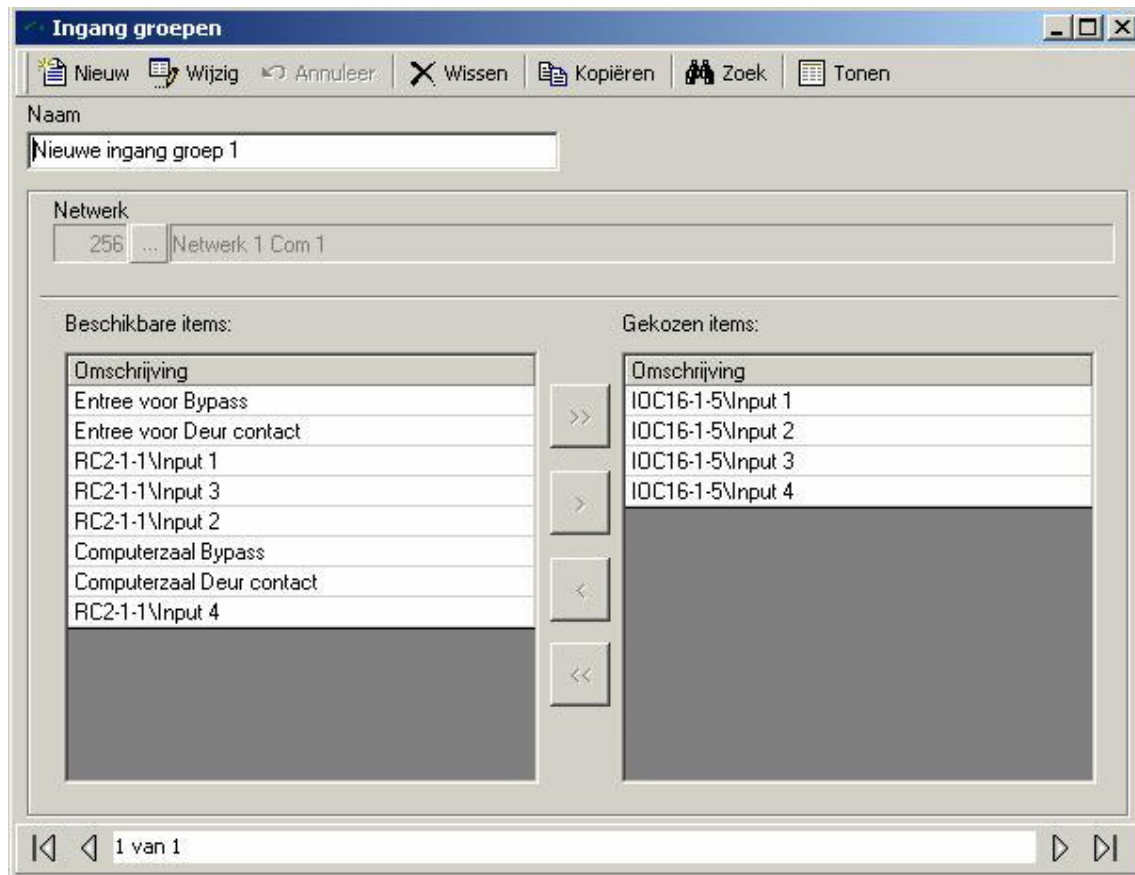 Ingang groepen
Nieuw Wijzig Annuleer Wissen Kopiëren Zoek Tonen
Naam
Nieuwe ingang groep 1
Netwerk
256 ... Netwerk 1 Com 1
Beschikbare items:
Omschrijving
Entree voor Bypass
Entree voor Deur contact
RC2-1-1\Input 1
RC2-1-1\Input 3
RC2-1-1\Input 2
Computerzaal Bypass
Computerzaal Deur contact
RC2-1-1\Input 4
>>
>
<
<<
Gekozen items:
Omschrijving
IOC16-1-5\Input 1
IOC16-1-5\Input 2
IOC16-1-5\Input 3
IOC16-1-5\Input 4
1 van 1